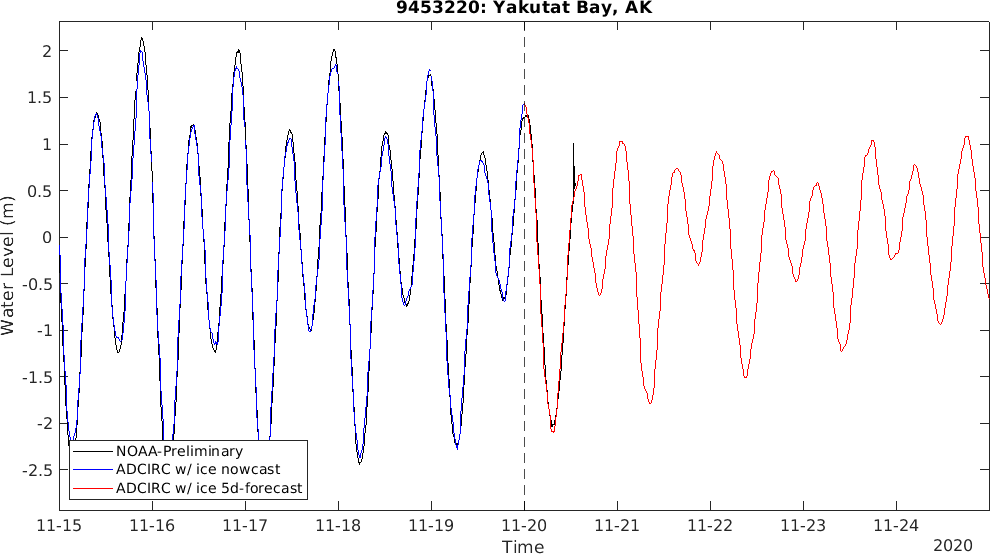 9453220: Yakutat Bay, AK
Water Level (m)
2
1.5
1
0.5
0
-0.5
-1
-1.5
-2
-2.5
NOAA-Preliminary
ADCIRC w/ ice nowcast
ADCIRC w/ ice 5d-forecast
11-15 11-16 11-17 11-18 11-19 11-20 11-21 11-22 11-23 11-24
Time
2020